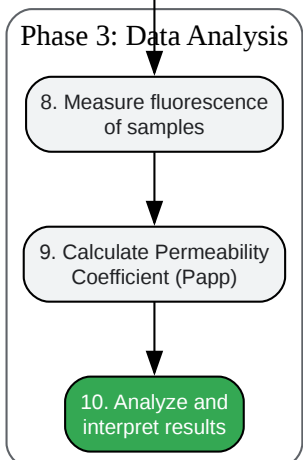 Phase 3: Data Analysis
8. Measure fluorescence
of samples
9. Calculate Permeability
Coefficient (Papp)
10. Analyze and
interpret results